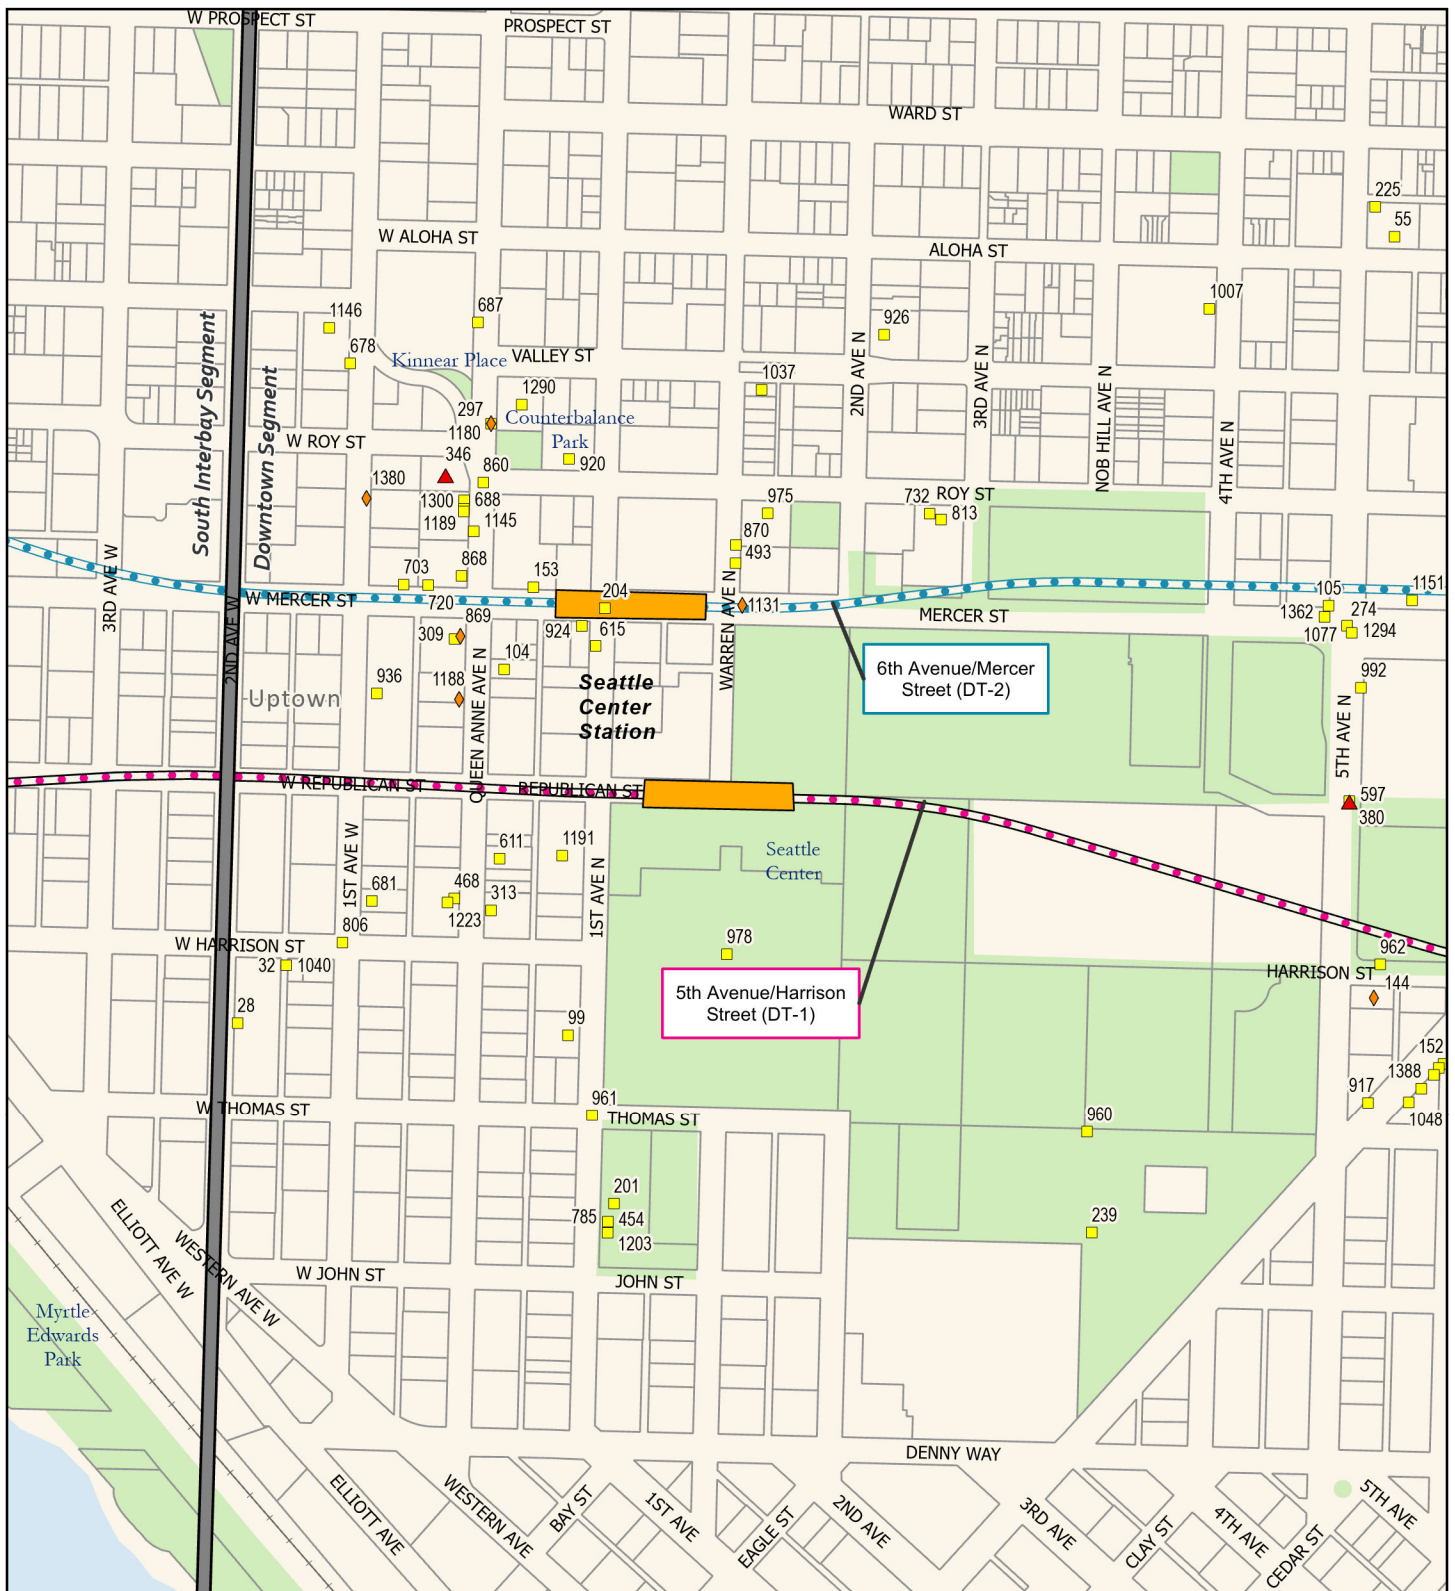 W PROSPECT ST
PROSPECT ST
WARD ST
225
55
W ALOHA ST
ALOHA ST
1007
1146
687
926
678
South Interbay Segment
Downtown Segment
Kinnear Place
VALLEY ST
2ND AVE N
3RD AVE N
NOB HILL AVE N
4TH AVE N
1037
1290
297
1180
Counterbalance
Park
W ROY ST
346
920
860
1380
1300
688
1189
1145
975
732
ROY ST
813
870
493
3RD AVE W
703
868
153
204
105
1151
W MERCER ST
720
WARREN AVE N
1131
MERCER ST
1362
274
1077
1294
2ND AVE W
869
309
924
615
104
6th Avenue/Mercer
Street (DT-2)
936
1188
QUEEN ANNE AVE N
Uptown
Seattle
Center
Station
992
5TH AVE N
W REPUBLICAN ST
REPUBLICAN ST
597
380
1ST AVE W
611
1191
1ST AVE N
Seattle
Center
681
468
313
1223
806
W HARRISON ST
978
962
32
1040
HARRISON ST
144
5th Avenue/Harrison
Street (DT-1)
28
99
152
1388
917
1048
W THOMAS ST
961
THOMAS ST
960
201
785
454
1203
239
ELLIOTT AVE W
WESTERN AVE W
W JOHN ST
JOHN ST
Myrtle
Edwards
Park
DENNY WAY
ELLIOTT AVE
WESTERN AVE
BAY ST
1ST AVE
EAGLE ST
2ND AVE
3RD AVE
CLAY ST
4TH AVE
CEDAR ST
5TH AVE